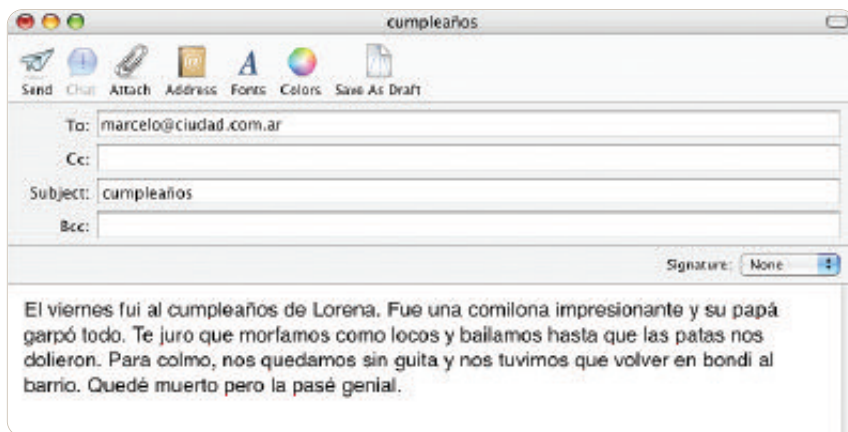 cumpleaños
Send Chat Attach Address Fonts Colors Save As Draft
To: marcelo@ciudad.com.ar
Cc:
Subject: cumpleaños
Bcc:
Signature: None
El viernes fui al cumpleaños de Lorena. Fue una comilona impresionante y su papá
garpó todo. Te juro que morfamos como locos y bailamos hasta que las patas nos
dolieron. Para colmo, nos quedamos sin guita y nos tuvimos que volver en bondi al
barrio. Quedé muerto pero la pasé genial.